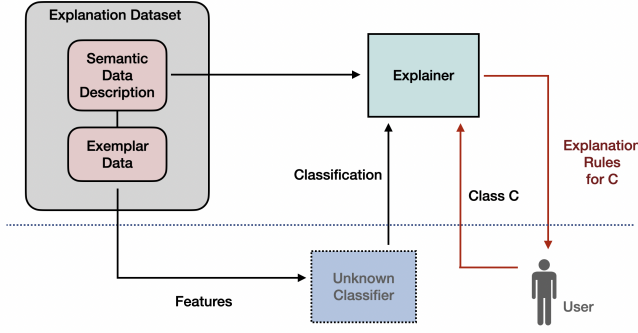 Explanation Dataset
Semantic
Data
Description
Exemplar
Data
Explainer
Classification
Class C
Explanation
Rules
for C
Features
Unknown
Classifier
User